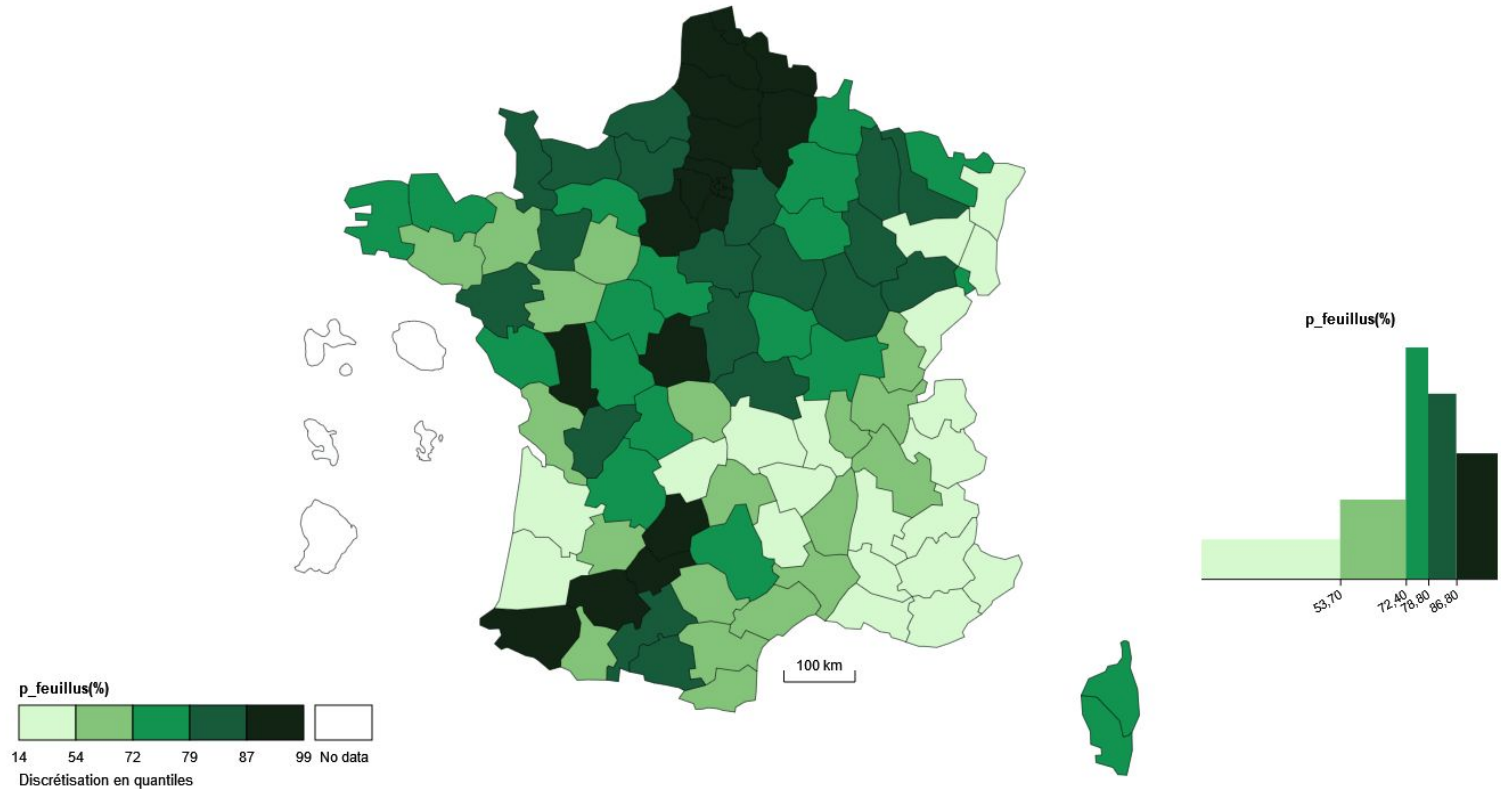 p_feuillus(%)
53,70
72,40
78,80
86,80
100 km
p_feuillus(%)
14 54 72 79 87 99 No data
Discrétisation en quantiles